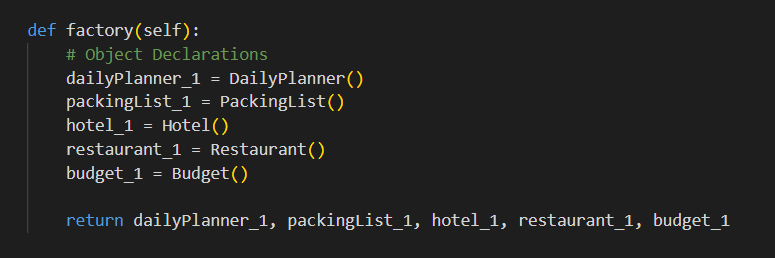 def factory(self):
    # Object Declarations
    dailyPlanner_1 = DailyPlanner()
    packingList_1 = PackingList()
    hotel_1 = Hotel()
    restaurant_1 = Restaurant()
    budget_1 = Budget()

    return dailyPlanner_1, packingList_1, hotel_1, restaurant_1, budget_1